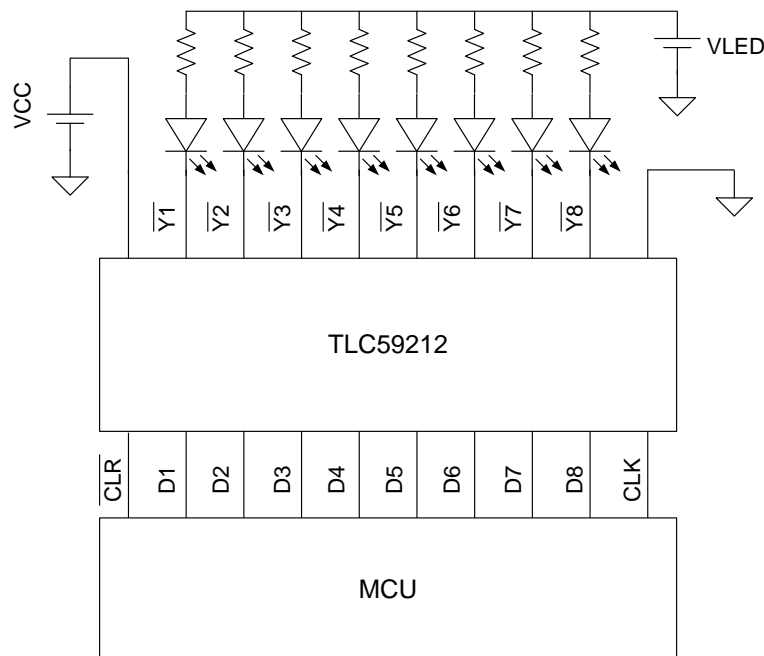 VLED
VCC
Y1
Y2
Y3
Y4
Y5
Y6
Y7
Y8
TLC59212
CLR
D1
D2
D3
D4
D5
D6
D7
D8
CLK
MCU